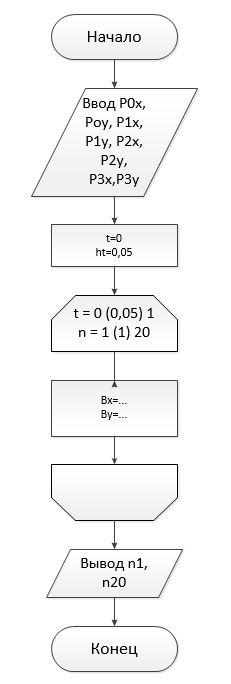 Начало
Ввод P0x,
Poy, P1x,
P1y, P2x,
P2y,
P3x,P3y
t=0
ht=0,05
t = 0 (0,05) 1
n = 1 (1) 20
Bx=...
By=...
Вывод n1,
n20
Конец